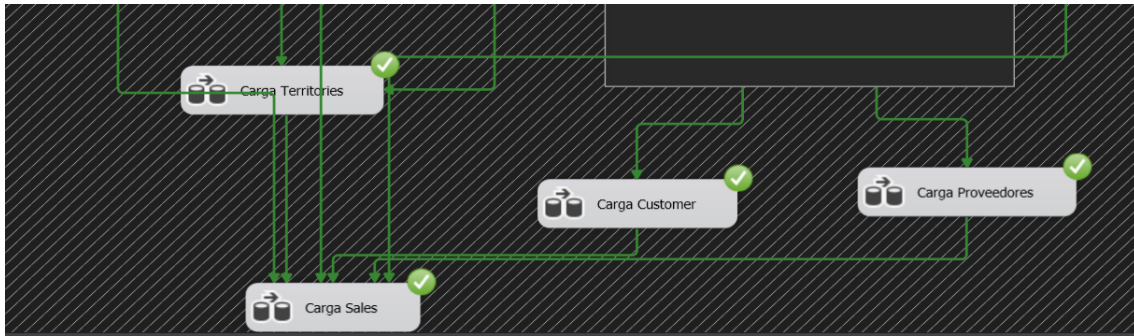 Carga Territories
Carga Customer
Carga Proveedores
Carga Sales